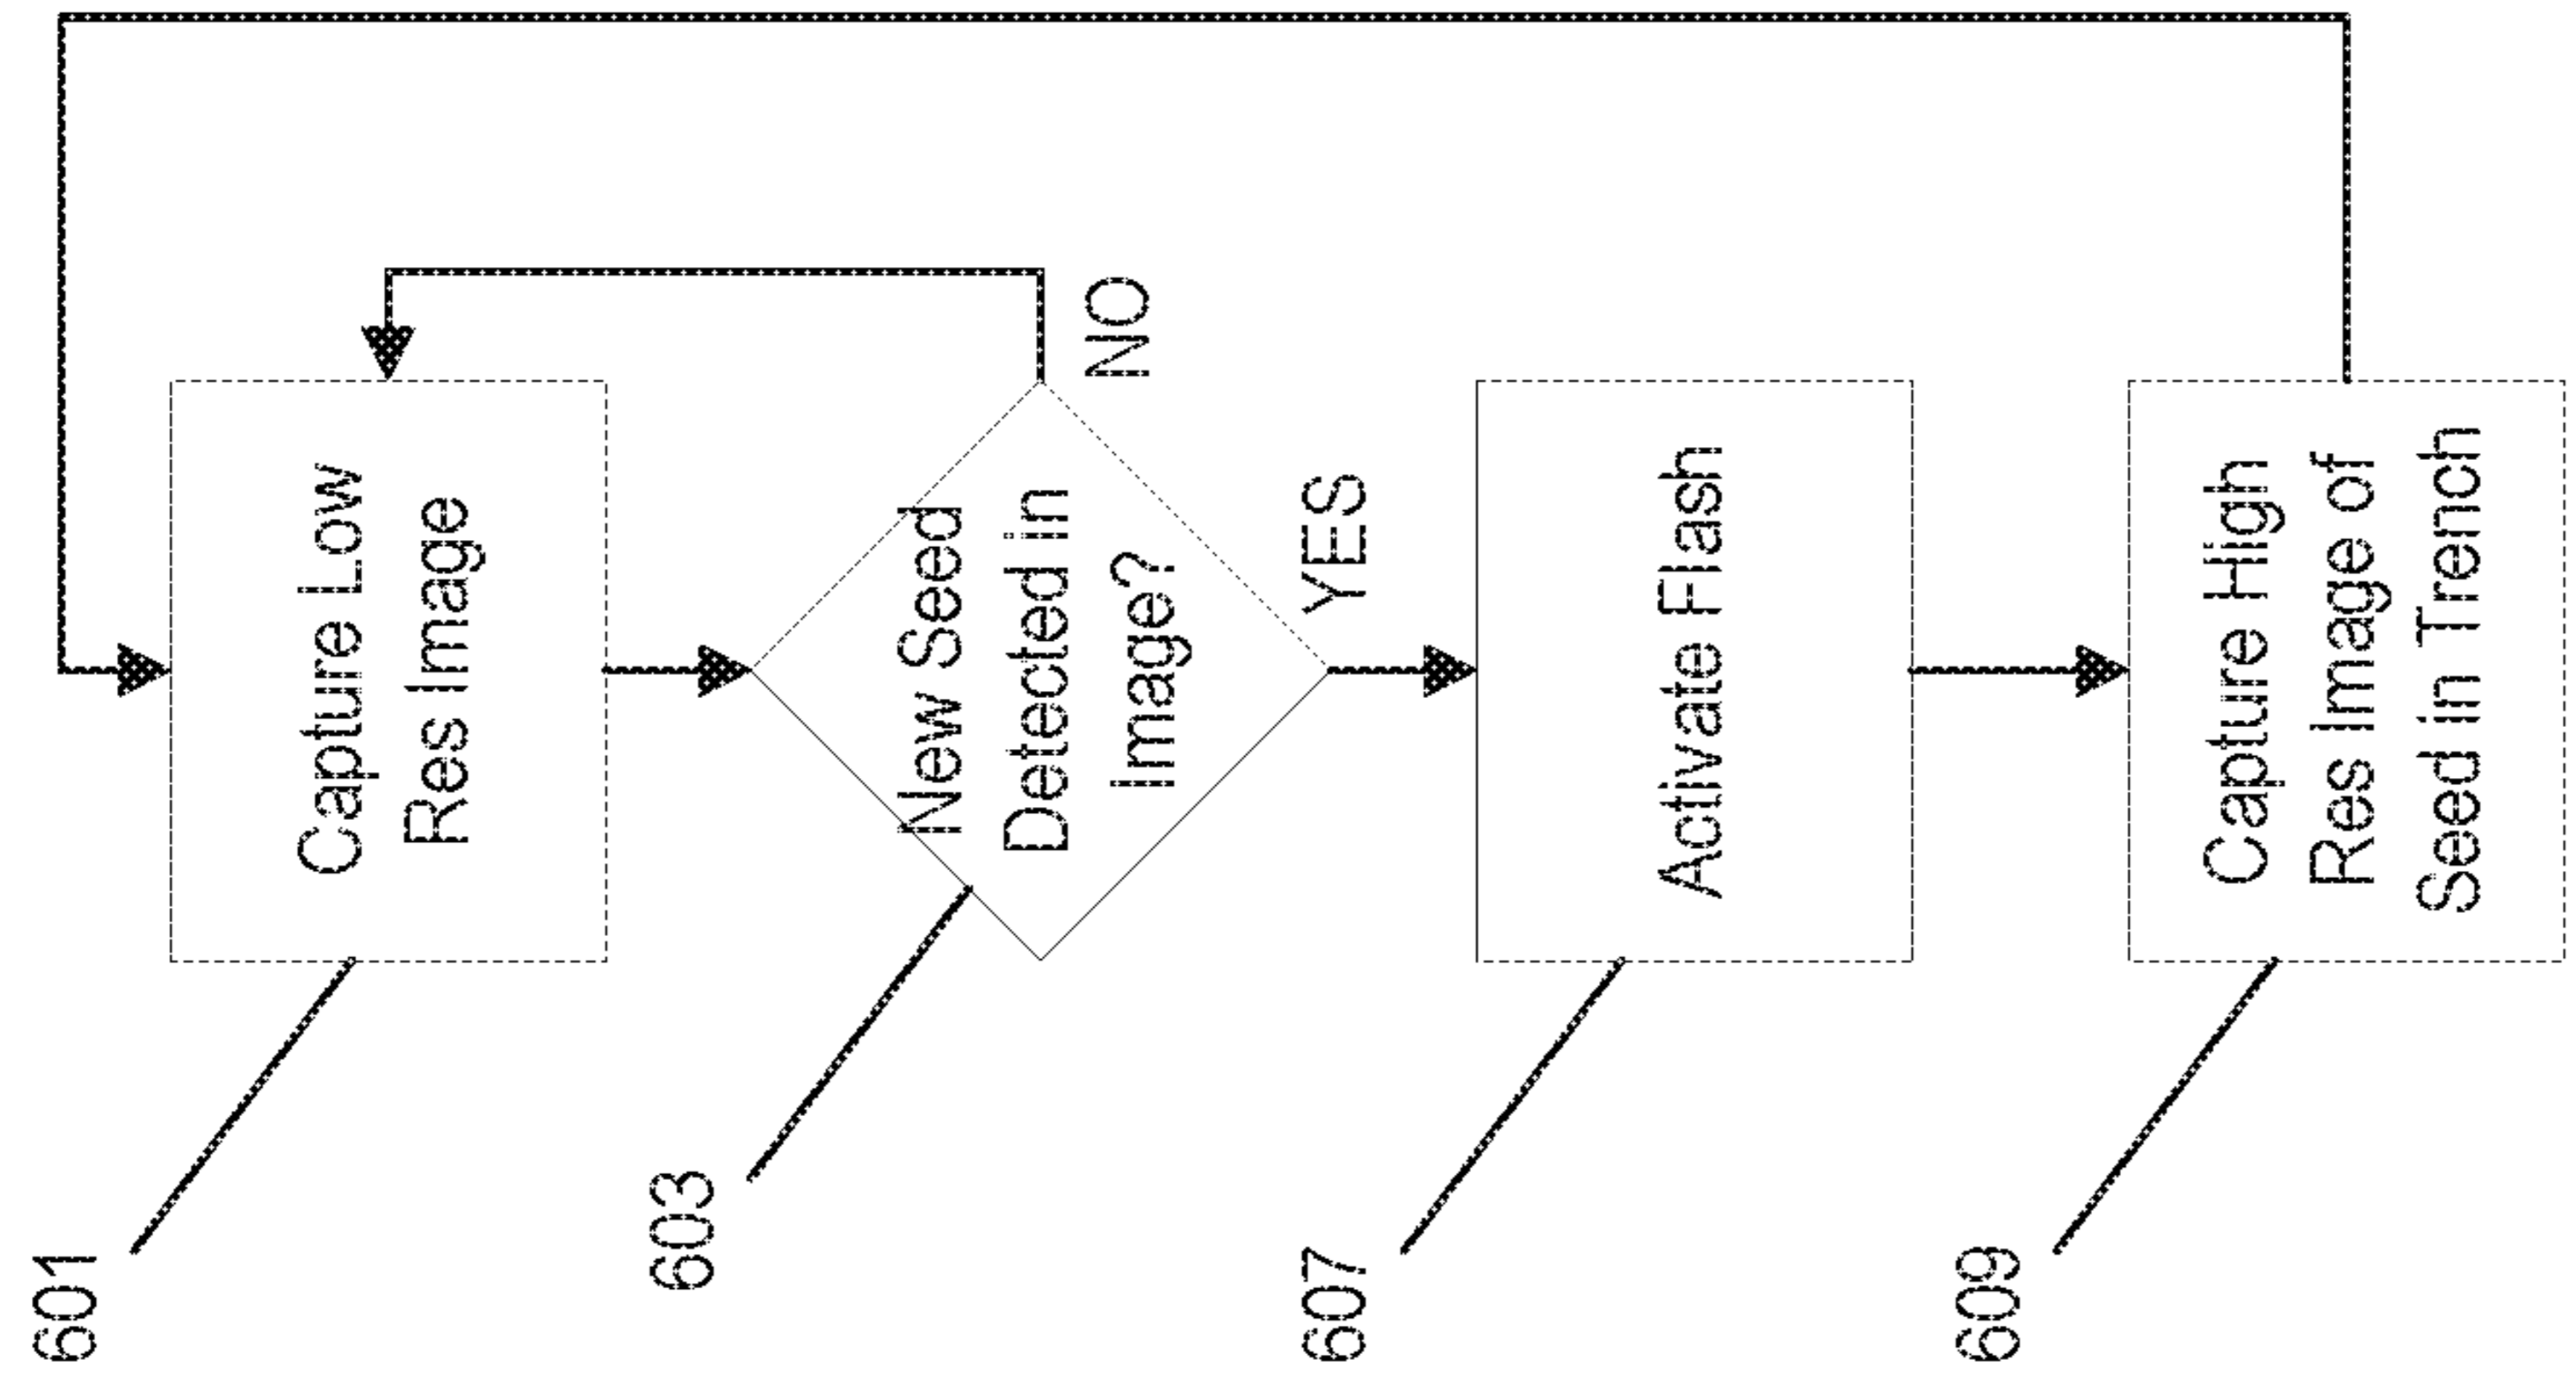 601
Capture Low
Res Image
603
New Seed
Detected in
Image?
NO
YES
607
Activate Flash
609
Capture High
Res Image of
Seed in Trench